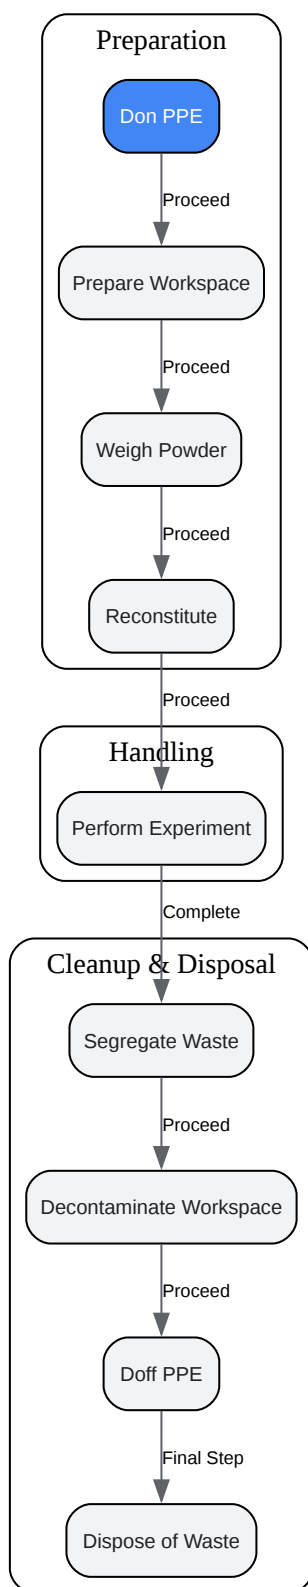 Preparation
Don PPE
Proceed
Prepare Workspace
Proceed
Weigh Powder
Proceed
Reconstitute
Proceed
Handling
Perform Experiment
Complete
Cleanup & Disposal
Segregate Waste
Proceed
Decontaminate Workspace
Proceed
Doff PPE
Final Step
Dispose of Waste